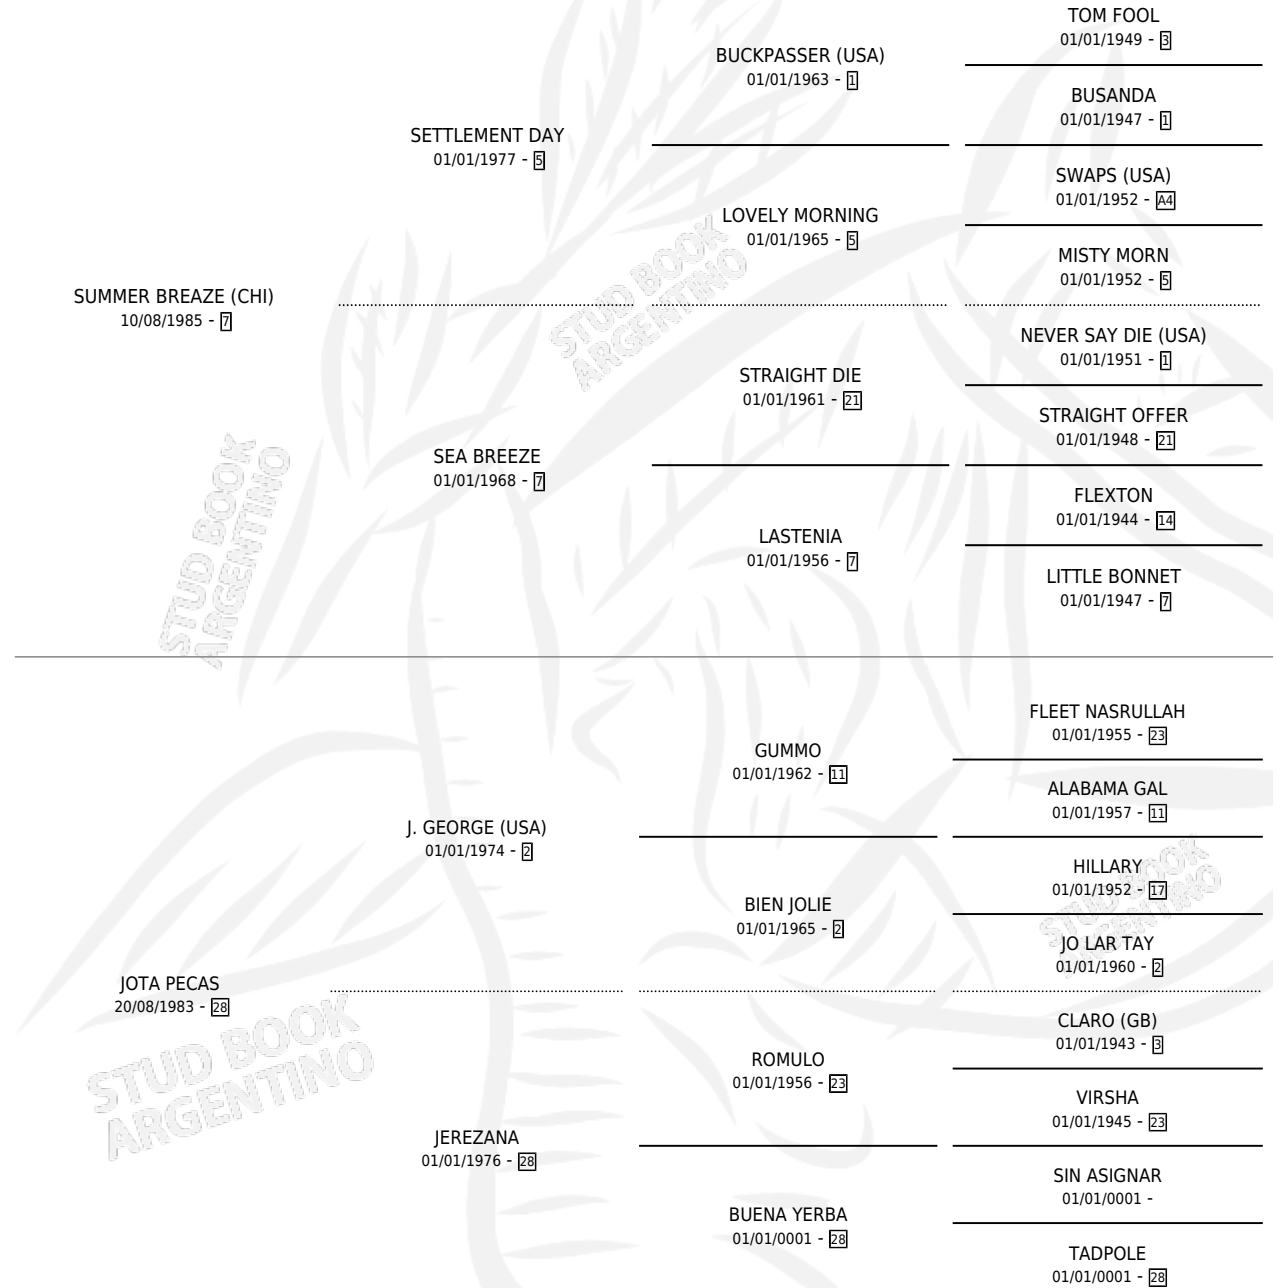 TOM FOOL
01/01/1949 - 3
BUCKPASSER (USA)
01/01/1963 - 1
BUSANDA
01/01/1947 - 1
SETTLEMENT DAY
01/01/1977 - 5
SWAPS (USA)
01/01/1952 - A4
LOVELY MORNING
01/01/1965 - 5
MISTY MORN
01/01/1952 - 5
SUMMER BREAZE (CHI)
10/08/1985 - 7
NEVER SAY DIE (USA)
01/01/1951 - 1
STRAIGHT DIE
01/01/1961 - 21
STRAIGHT OFFER
01/01/1948 - 21
SEA BREEZE
01/01/1968 - 7
FLEXTON
01/01/1944 - 14
LASTENIA
01/01/1956 - 7
LITTLE BONNET
01/01/1947 - 7
STUD BOOK
ARGENTINO
STUD BOOK
ARGENTINO
FLEET NASRULLAH
01/01/1955 - 23
GUMMO
01/01/1962 - 11
ALABAMA GAL
01/01/1957 - 11
J. GEORGE (USA)
01/01/1974 - 2
HILLARY
01/01/1952 - 17
BIEN JOLIE
01/01/1965 - 2
JO LAR TAY
01/01/1960 - 2
STUD BOOK
ARGENTINO
JOTA PECAS
20/08/1983 - 28
CLARO (GB)
01/01/1943 - 3
ROMULO
01/01/1956 - 23
VIRSHA
01/01/1945 - 23
STUD BOOK
ARGENTINO
JEREZANA
01/01/1976 - 28
SIN ASIGNAR
01/01/0001 -
BUENA YERBA
01/01/0001 - 28
TADPOLE
01/01/0001 - 28